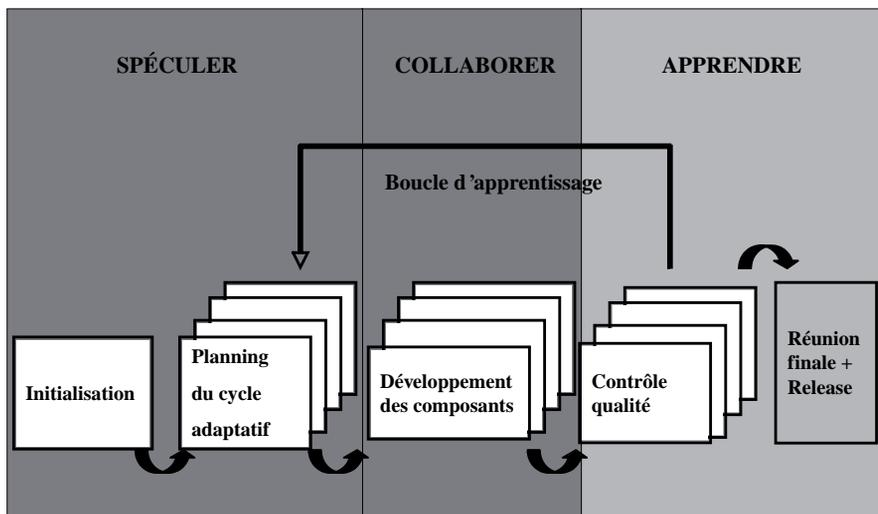 SPÉCULER
COLLABORER
APPRENDRE
Boucle d ’apprentissage
Initialisation
Planning
du cycle
adaptatif
Développement
des composants
Contrôle
qualité
Réunion
finale +
Release